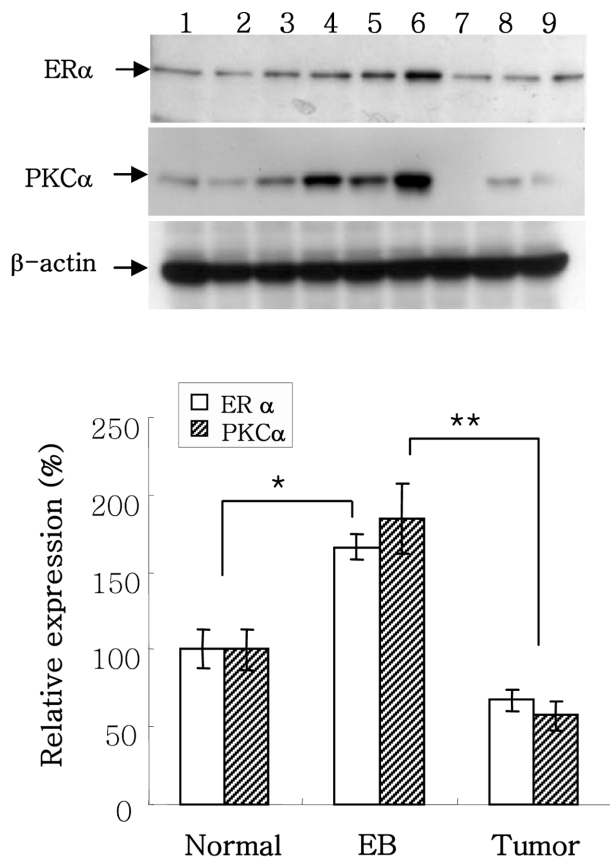 1 2 3 4 5 6 7 8 9
ERα
PKCα
β-actin
ER α
PKCα
Relative expression (%)
250
200
150
100
50
0
*
**
Normal EB Tumor